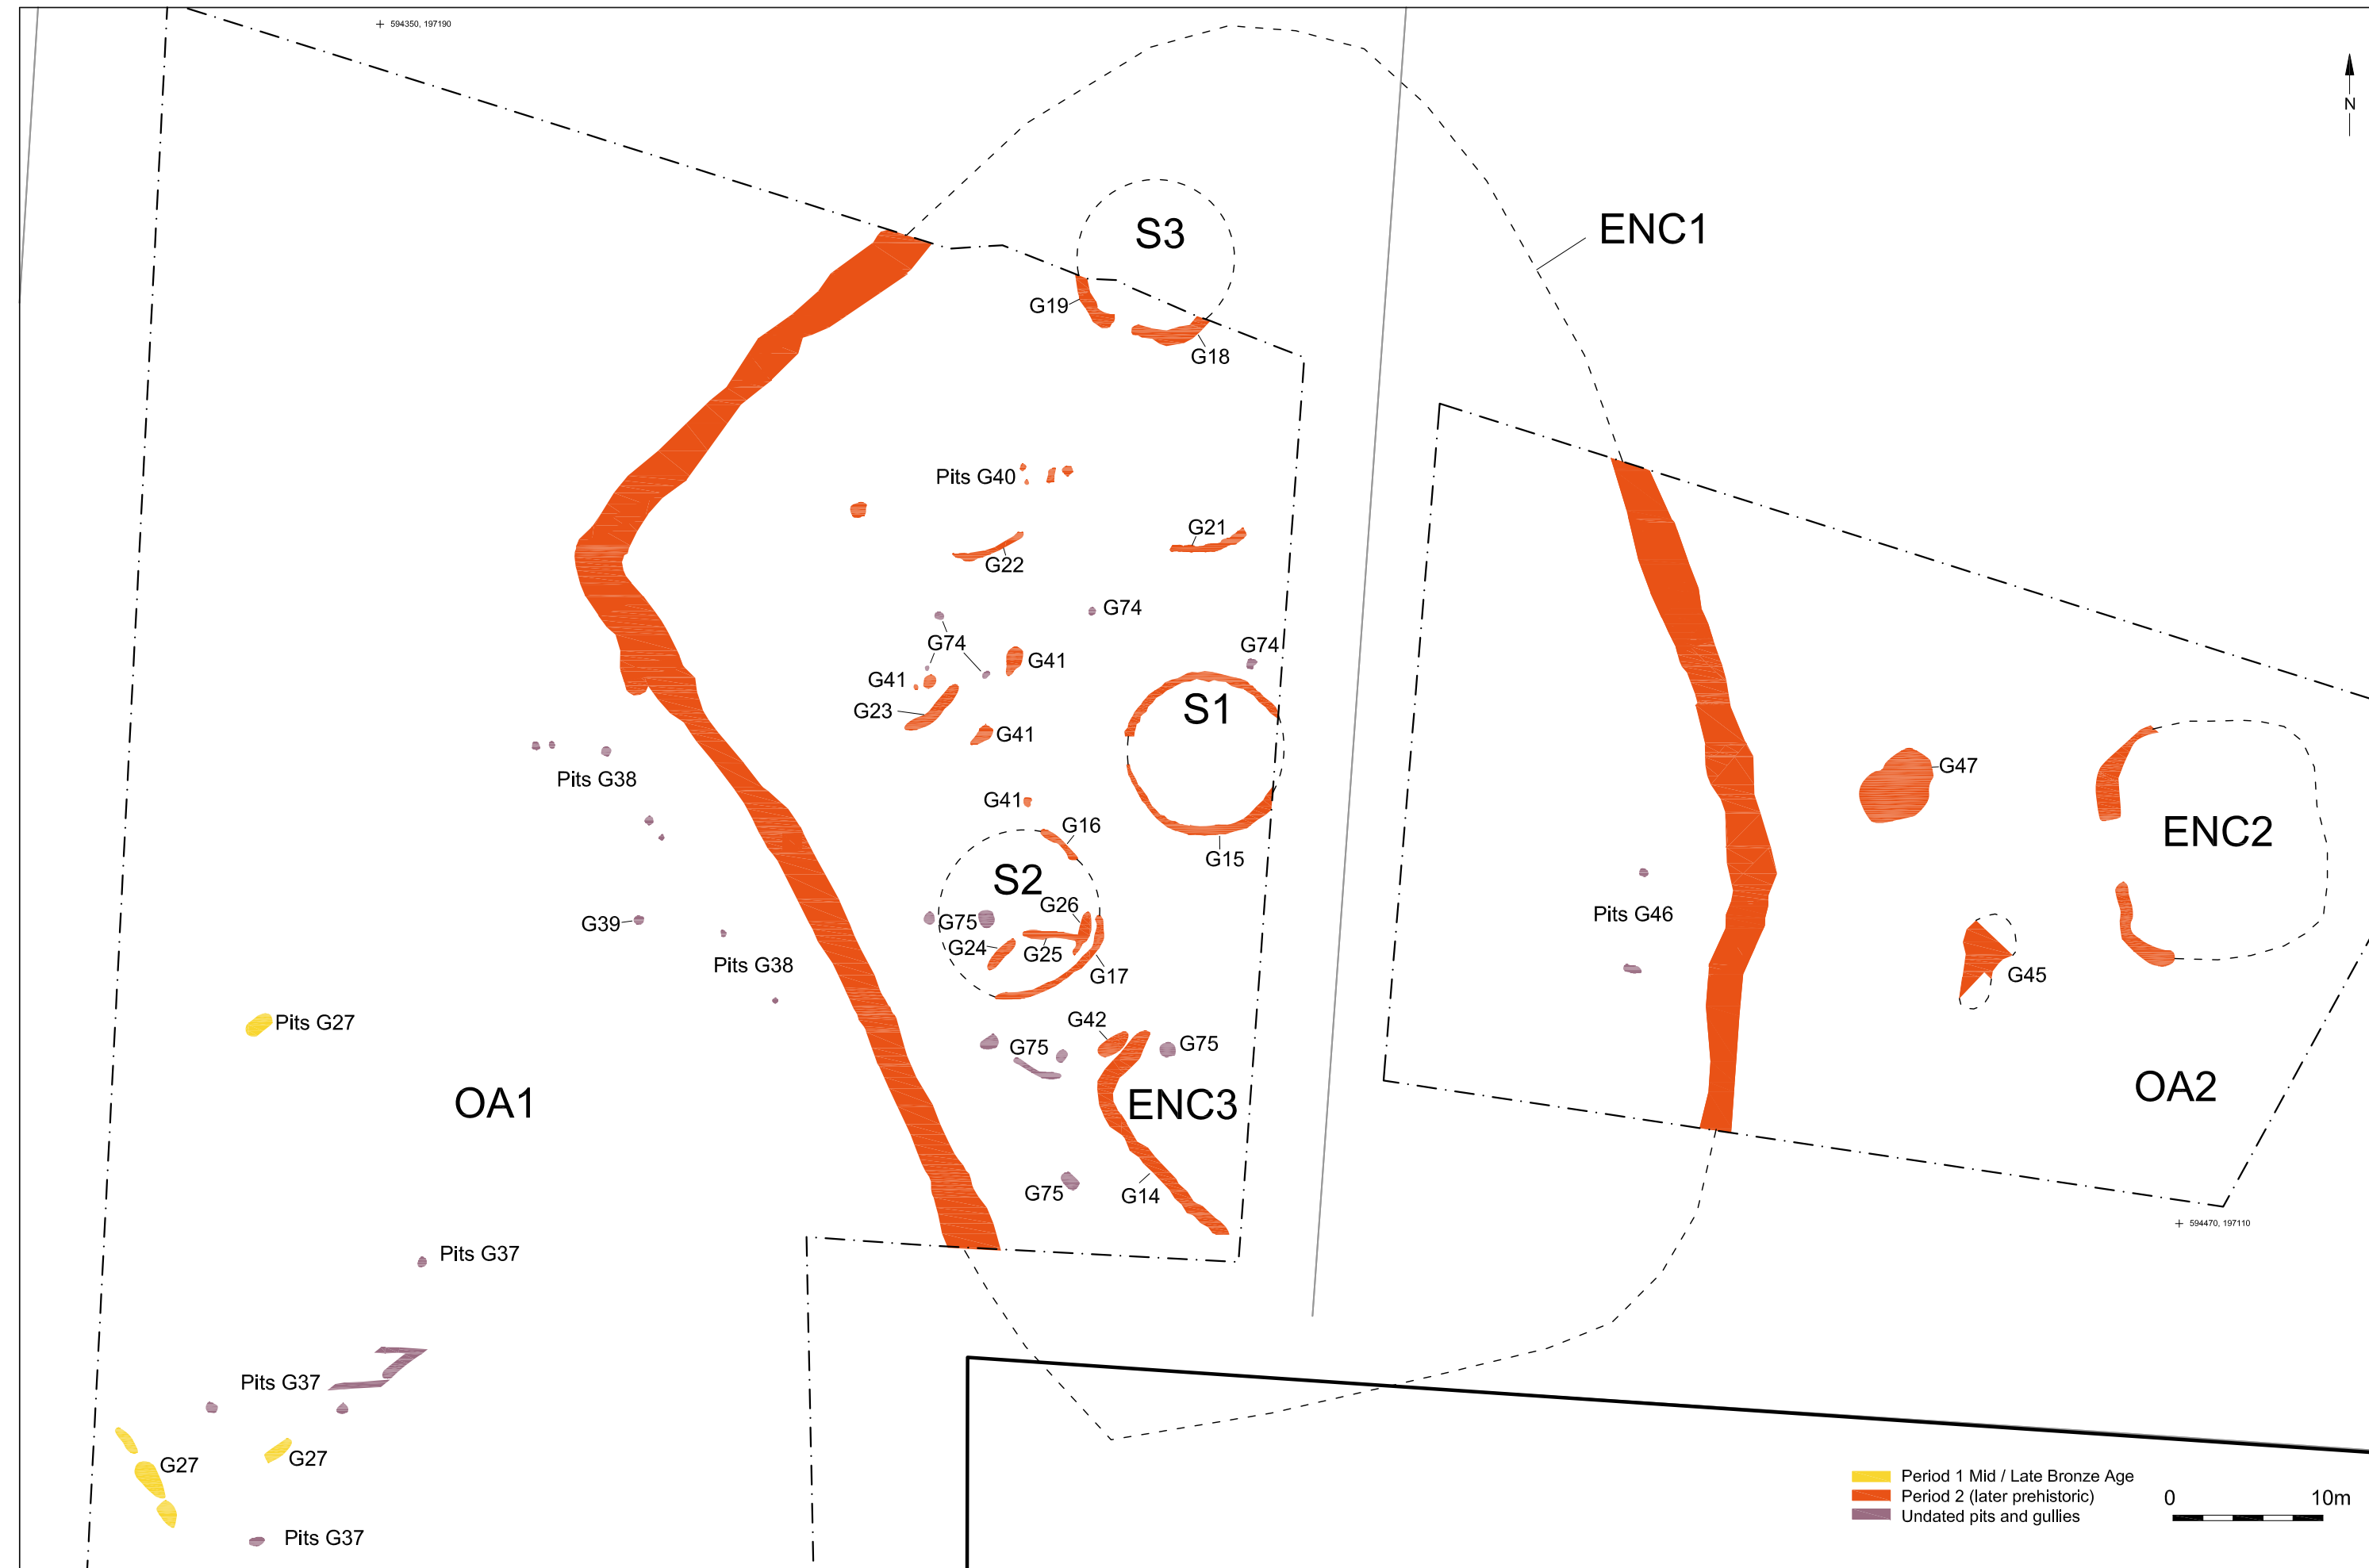 594350, 197190
N
S3
ENC1
G19
G18
Pits G40
G21
G22
G74
G74
G74
G41
G41
G23
S1
G41
Pits G38
G47
G41
G16
ENC2
G15
S2
G26
Pits G46
G39
G75
G24
G25
Pits G38
G17
G45
Pits G27
G42
G75
G75
OA1
ENC3
OA2
G75
G14
594470, 197110
Pits G37
Pits G37
G27
G27
Pits G37
Period 1 Mid / Late Bronze Age
Period 2 (later prehistoric)
Undated pits and gullies
0 10m